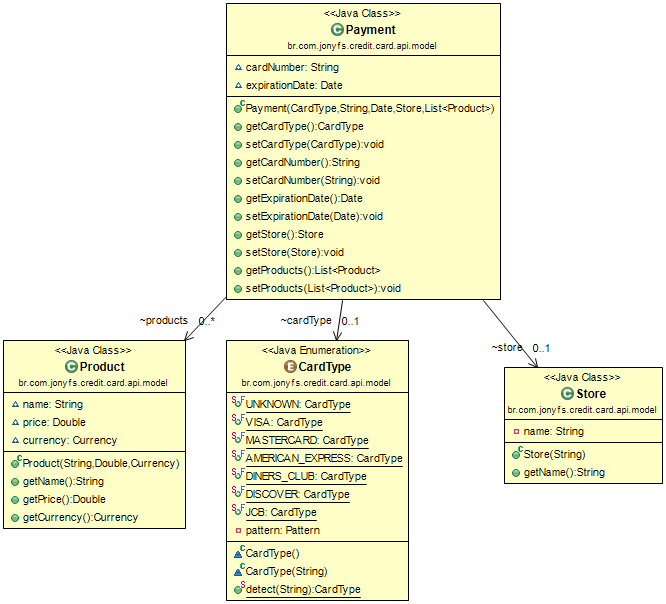 <<Java Class>>
Payment
br.com.jonyfs.credit.card.api.model
cardNumber: String
expirationDate: Date
Payment(CardType,String,Date,Store,List<Product>)
getCardType():CardType
setCardType(CardType):void
getCardNumber():String
setCardNumber(String):void
getExpirationDate():Date
setExpirationDate(Date):void
getStore():Store
setStore(Store):void
getProducts():List<Product>
setProducts(List<Product>):void
~products 0..*
~cardType 0..1
~store 0..1
<<Java Class>>
Product
br.com.jonyfs.credit.card.api.model
name: String
price: Double
currency: Currency
Product(String,Double,Currency)
getName():String
getPrice():Double
getCurrency():Currency
<<Java Enumeration>>
CardType
br.com.jonyfs.credit.card.api.model
UNKNOWN: CardType
VISA: CardType
MASTERCARD: CardType
AMERICAN_EXPRESS: CardType
DINERS_CLUB: CardType
DISCOVER: CardType
JCB: CardType
pattern: Pattern
CardType()
CardType(String)
detect(String):CardType
<<Java Class>>
Store
br.com.jonyfs.credit.card.api.model
name: String
Store(String)
getName():String